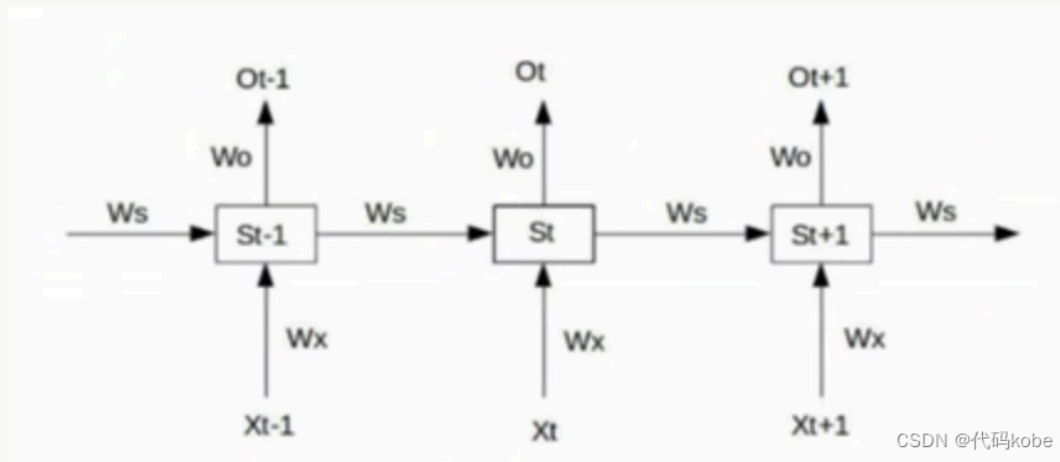 Ot-1 Ot Ot+1
Wo Wo Wo
Ws Ws Ws Ws
St-1 St St+1
Wx Wx Wx
Xt-1 Xt Xt+1
CSDN @代码kobe